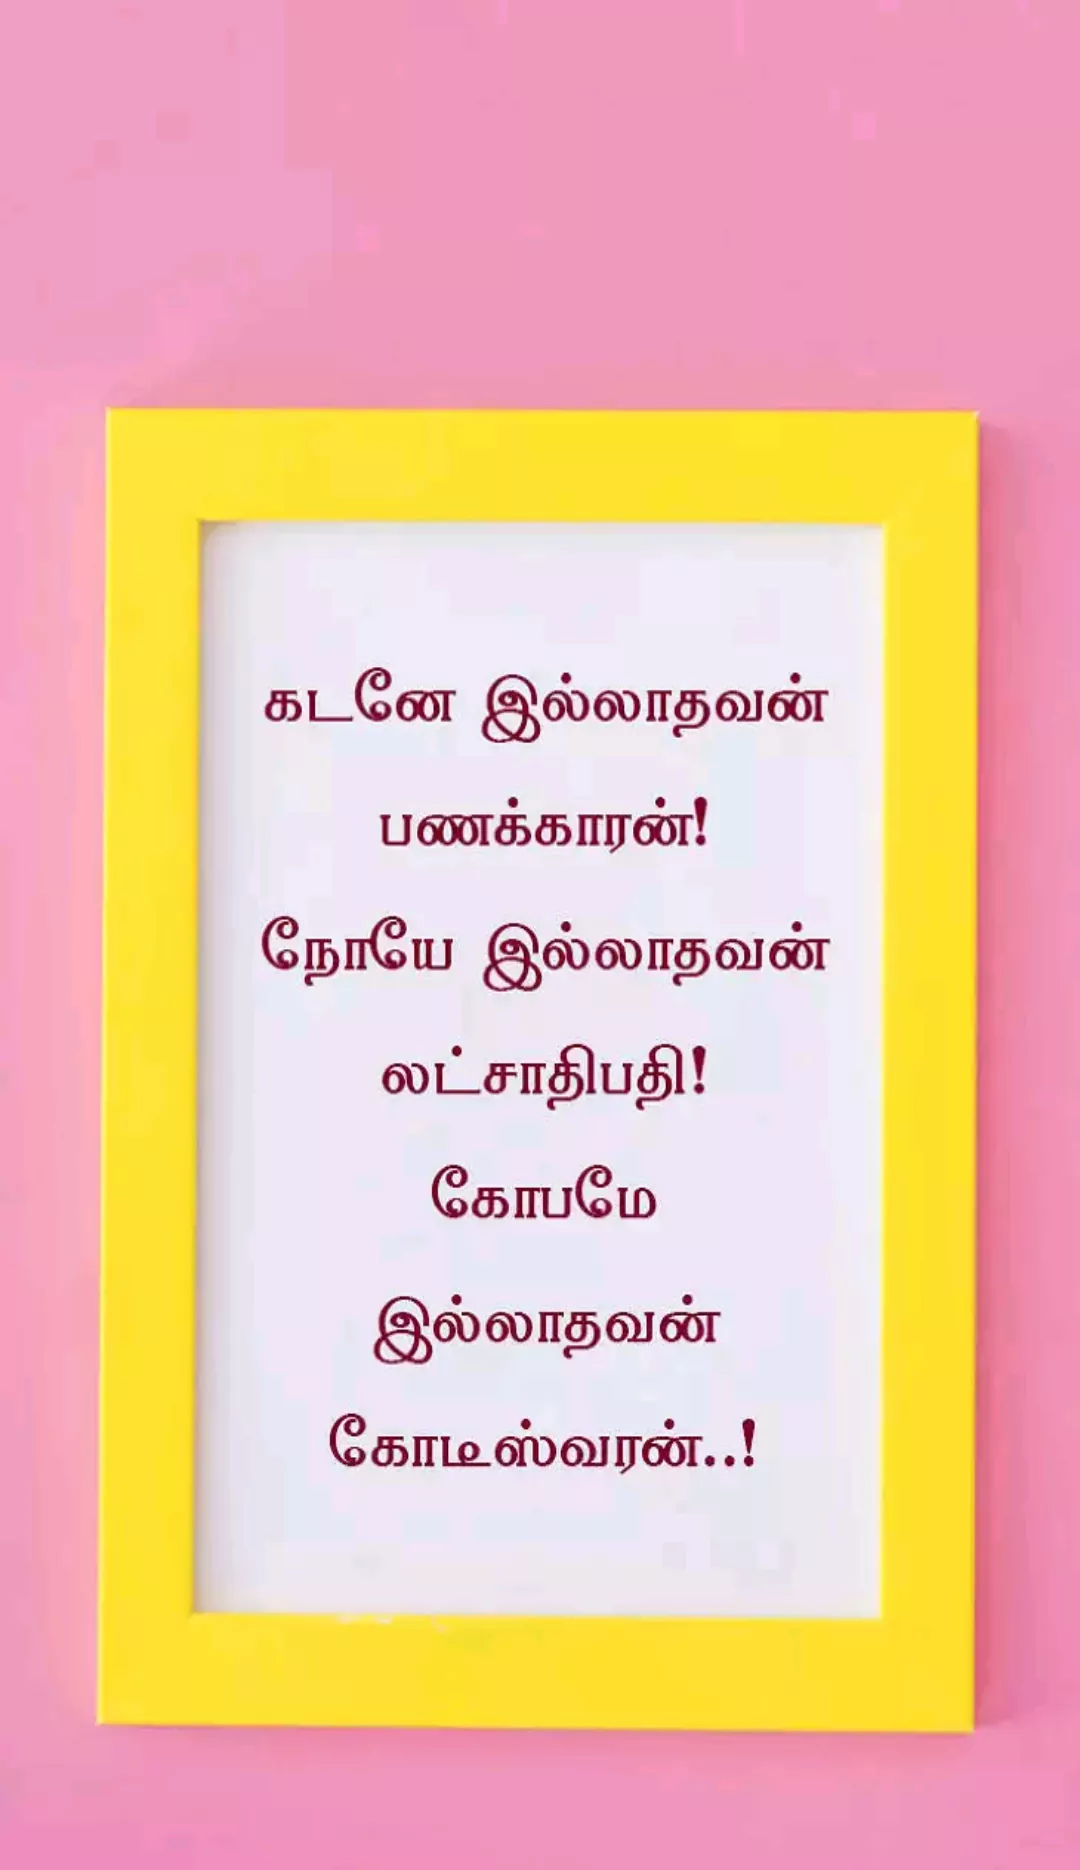 கடனே இல்லாதவன்
பணக்காரன்!
நோயே இல்லாதவன்
லட்சாதிபதி!
கோபமே
இல்லாதவன்
கோடீஸ்வரன்..!